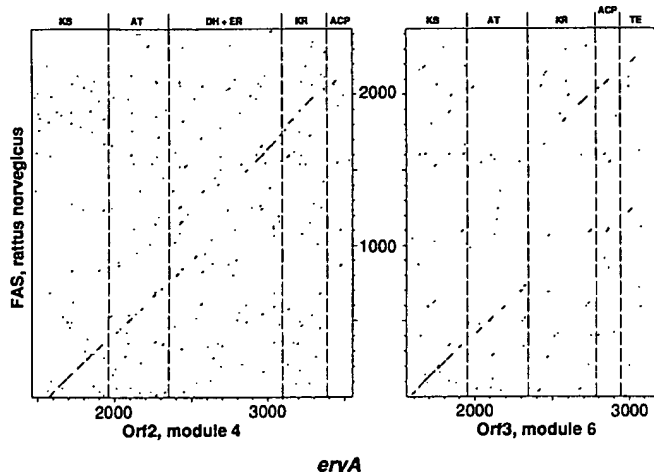 KS AT DH + ER KR ACP
KS AT KR ACP TE
FAS, rattus norvegicus
2000
1000
2000 3000
Orf2, module 4
2000 3000
Orf3, module 6
eryA